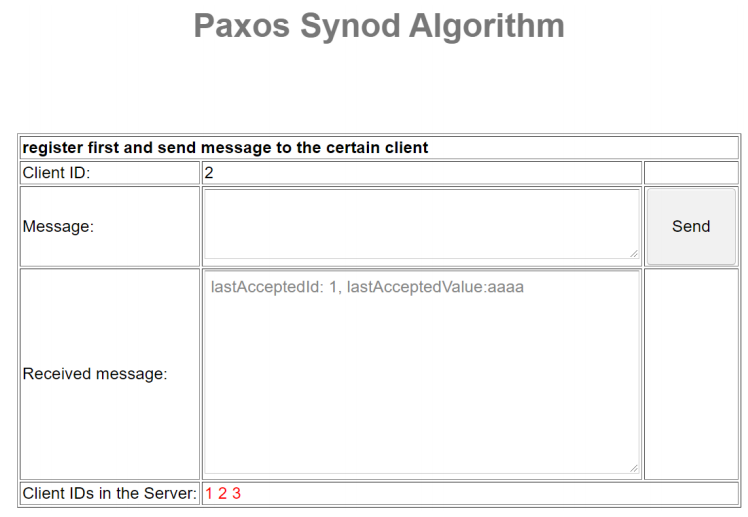 Paxos Synod Algorithm
register first and send message to the certain client
Client ID: 2
Message: Send
lastAcceptedId: 1, lastAcceptedValue:aaaa
Received message:
Client IDs in the Server: 1 2 3